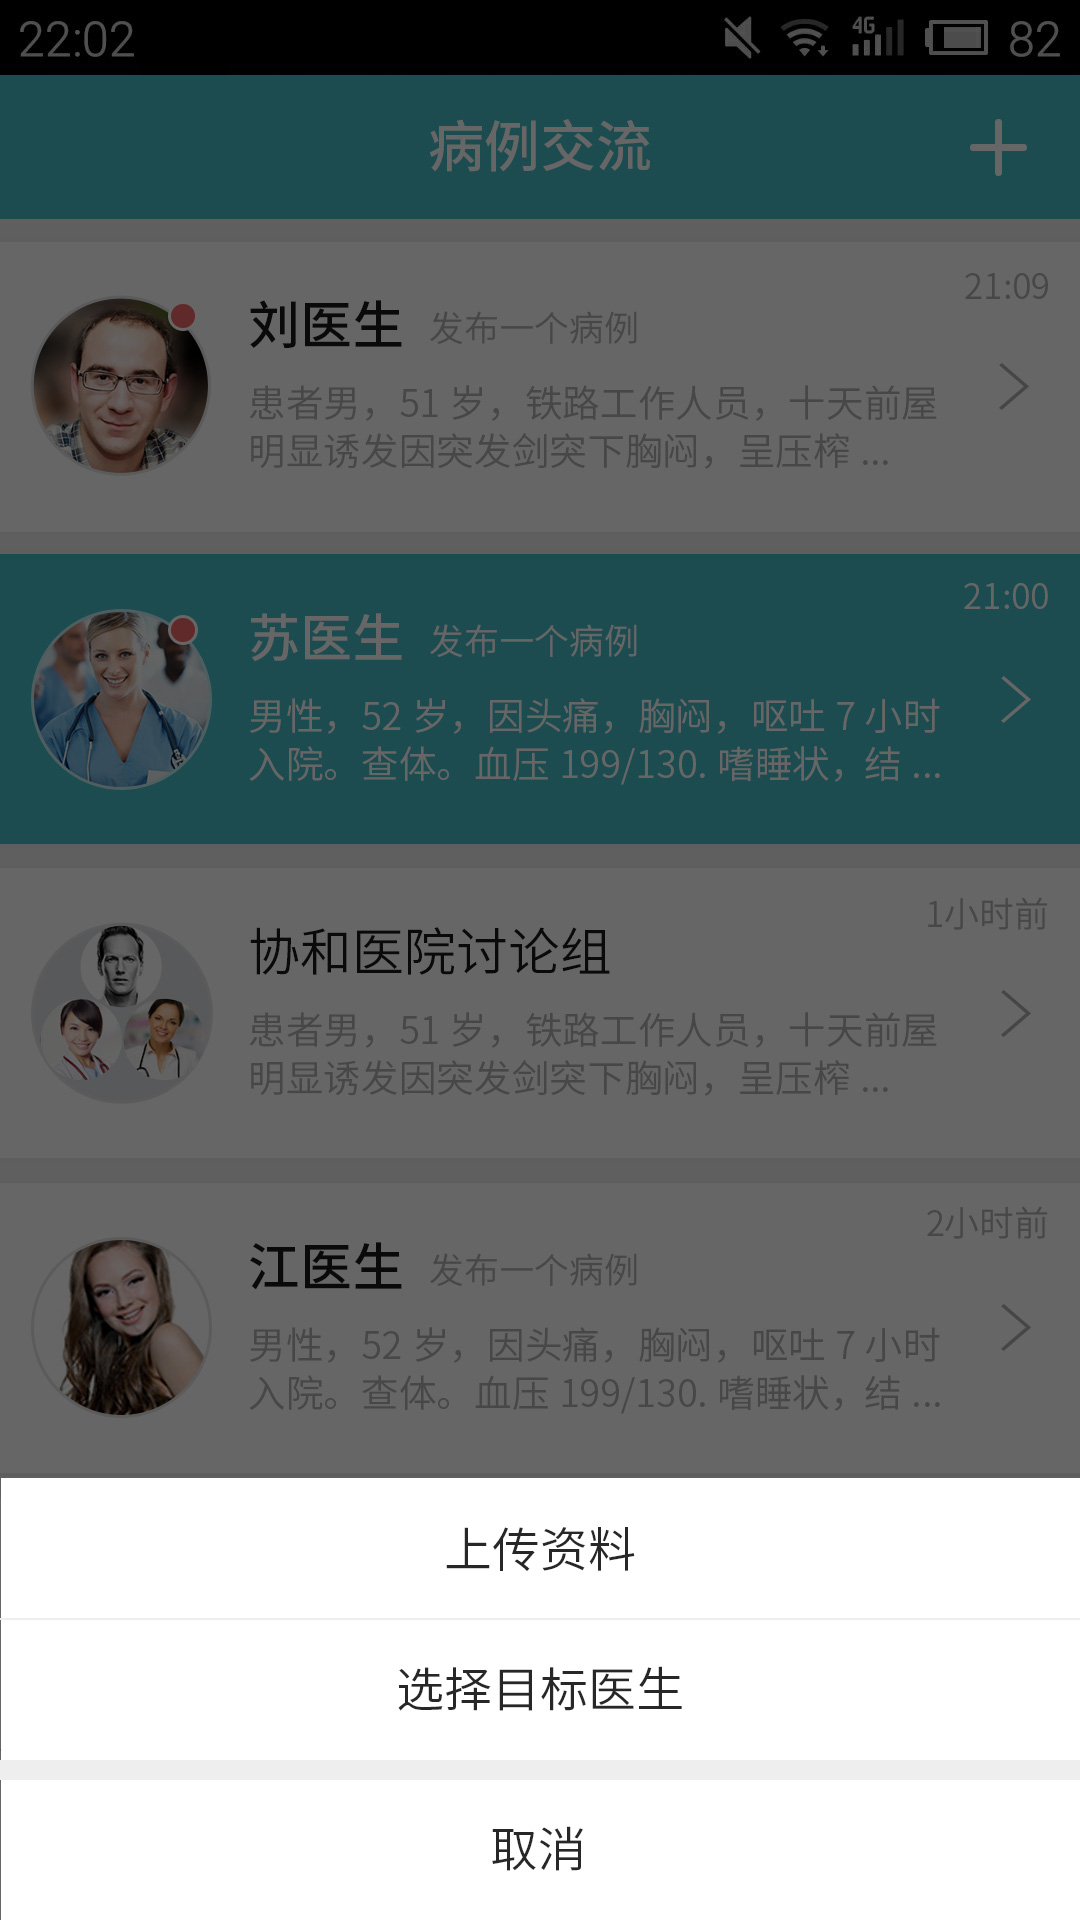 22:02
4G
82
病例交流
21:09
刘医生 发布一个病例
患者男，51 岁，铁路工作人员，十天前屋
明显诱发因突发剑突下胸闷，呈压榨 ...
21:00
苏医生 发布一个病例
男性，52 岁，因头痛，胸闷，呕吐 7 小时
入院。查体。血压 199/130. 嗜睡状，结 ...
1小时前
协和医院讨论组
患者男，51 岁，铁路工作人员，十天前屋
明显诱发因突发剑突下胸闷，呈压榨 ...
2小时前
江医生 发布一个病例
男性，52 岁，因头痛，胸闷，呕吐 7 小时
入院。查体。血压 199/130. 嗜睡状，结 ...
上传资料
选择目标医生
取消